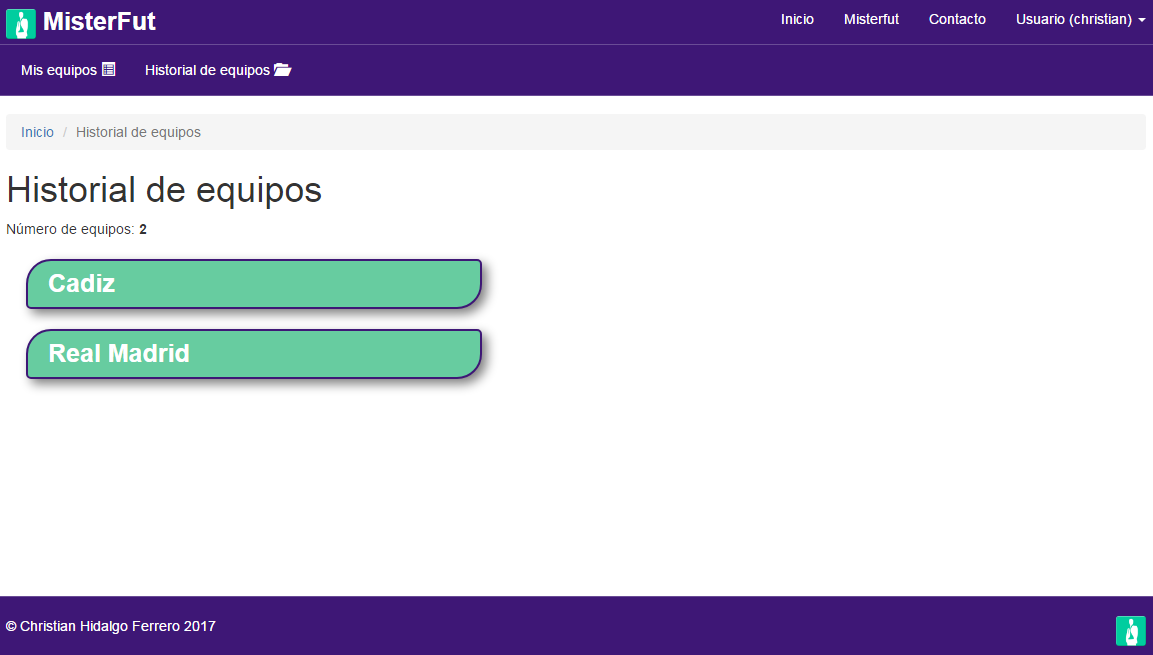 MisterFut
Inicio Misterfut Contacto Usuario (christian)
Mis equipos Historial de equipos
Inicio / Historial de equipos
Historial de equipos
Número de equipos: 2
Cadiz
Real Madrid
© Christian Hidalgo Ferrero 2017